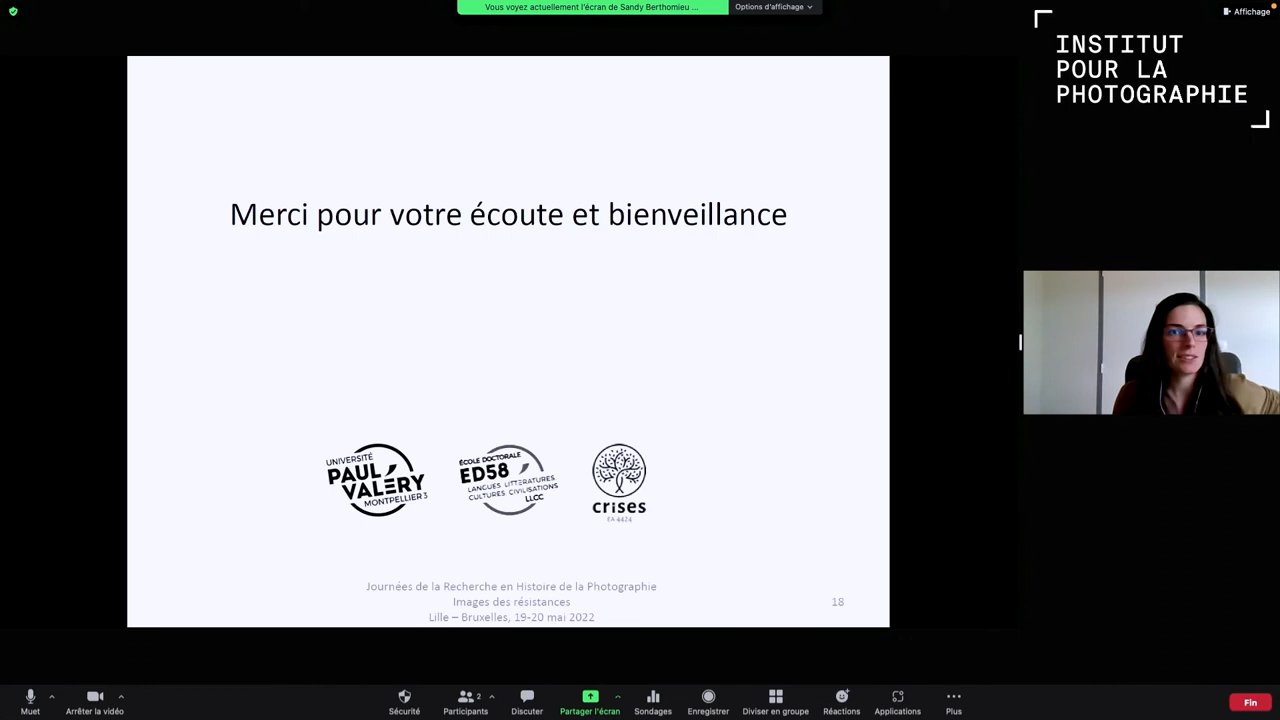 Vous voyez actuellement l'écran de Sandy Berthomieu ...
Options d'affichage
Affichage
INSTITUT
POUR LA
PHOTOGRAPHIE
Merci pour votre écoute et bienveillance
UNIVERSITÉ
PAUL
VALÉRY
MONTPELLIER 3
ÉCOLE DOCTORALE
ED58
LANGUES LITTÉRATURES
CULTURES CIVILISATIONS
LLCC
crises
EA 4424
Journées de la Recherche en Histoire de la Photographie
Images des résistances
Lille – Bruxelles, 19-20 mai 2022
18
Muet
Arrêter la vidéo
Sécurité
Participants
2
Discuter
Partager l'écran
Sondages
Enregistrer
Diviser en groupe
Réactions
Applications
Plus
Fin